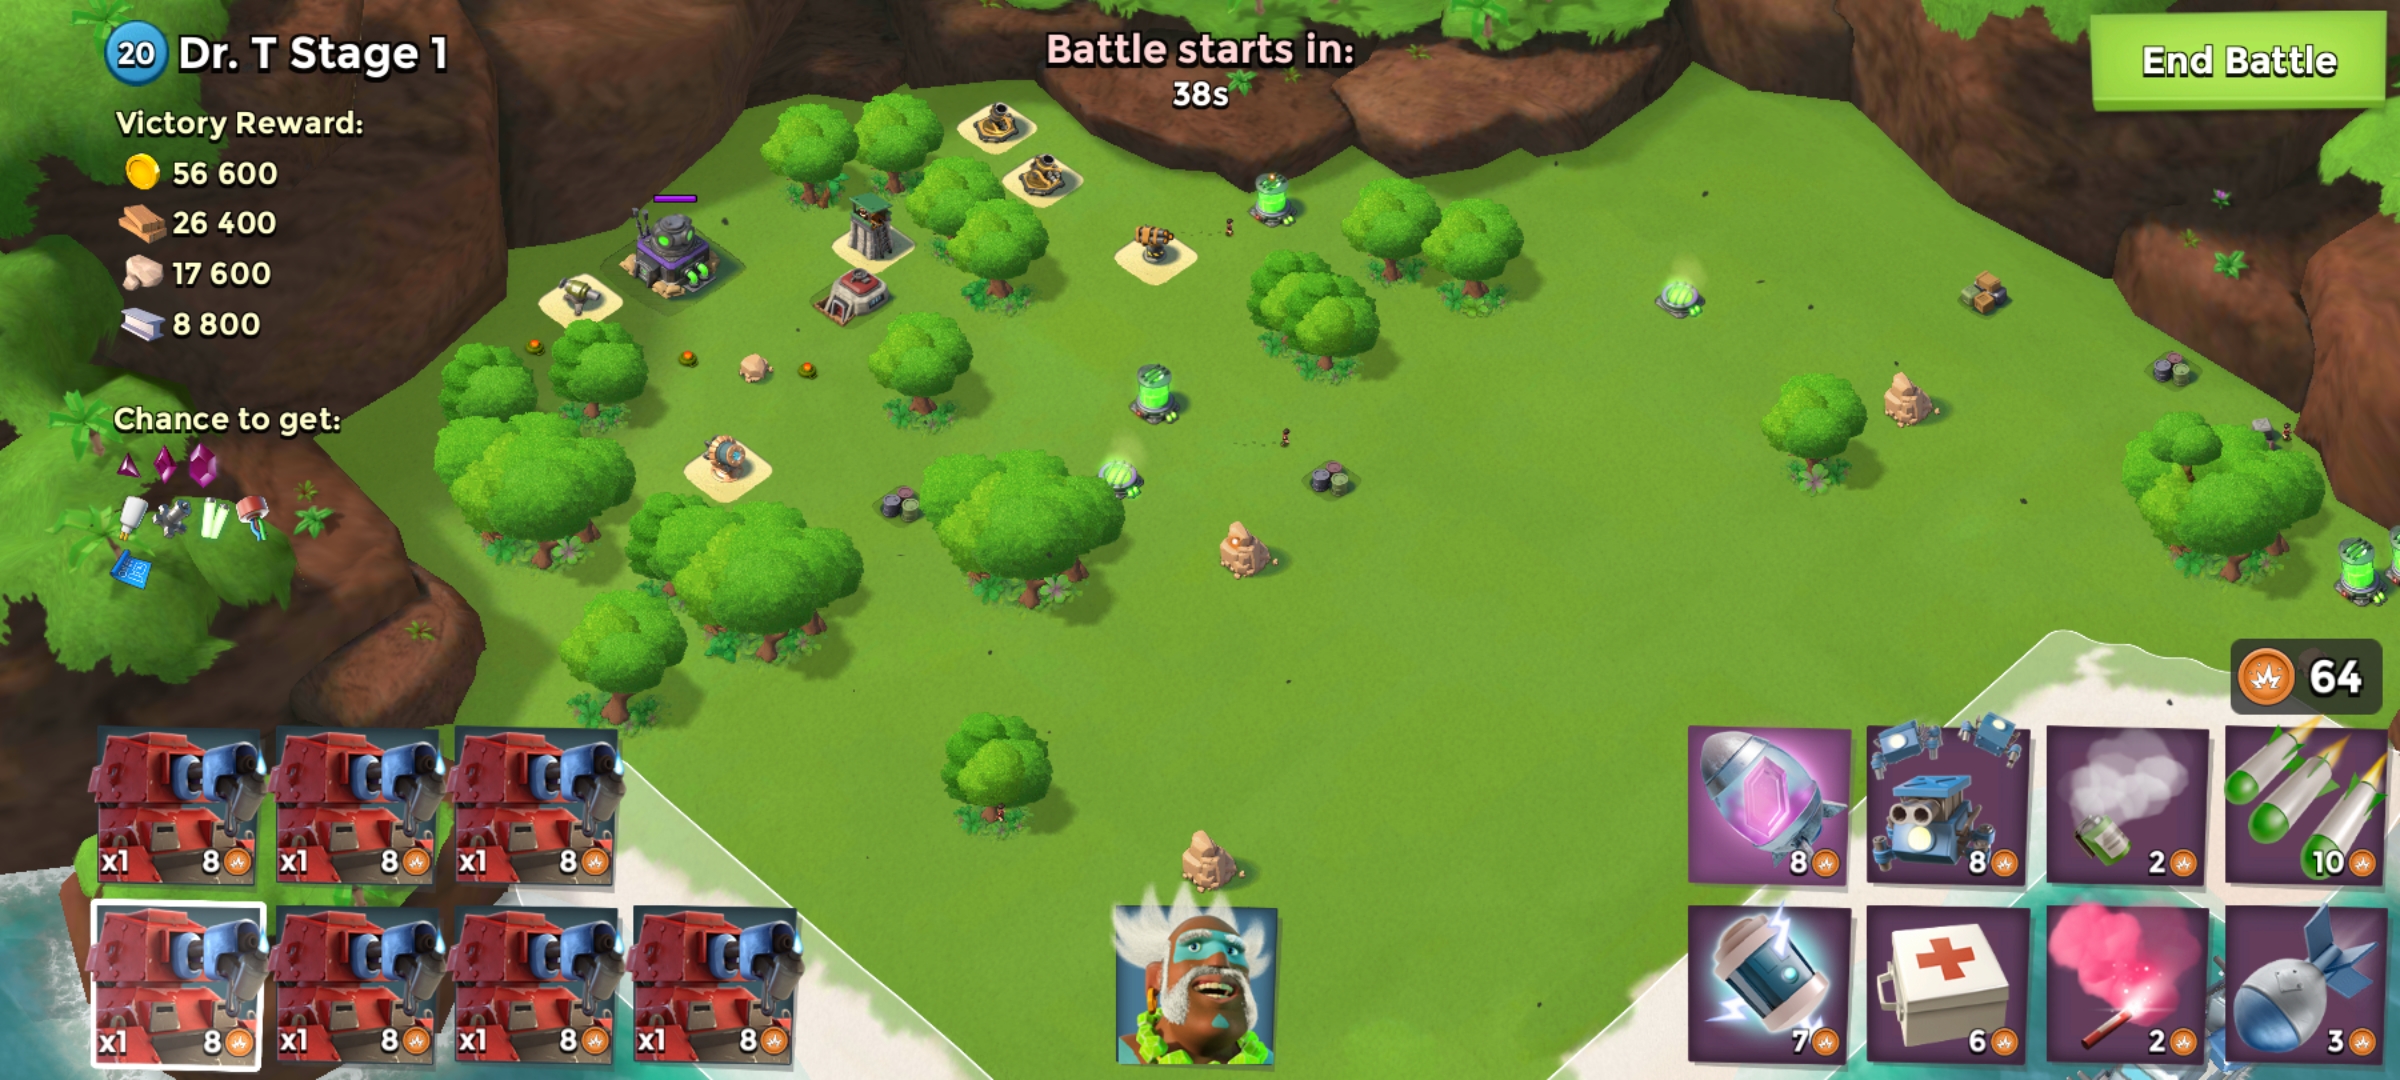 20 Dr. T Stage 1
Battle starts in:
38s
End Battle
Victory Reward:
56 600
26 400
17 600
8 800
Chance to get:
64
x1 8
x1 8
x1 8
8
8
2
10
x1 8
x1 8
x1 8
x1 8
7
6
2
3